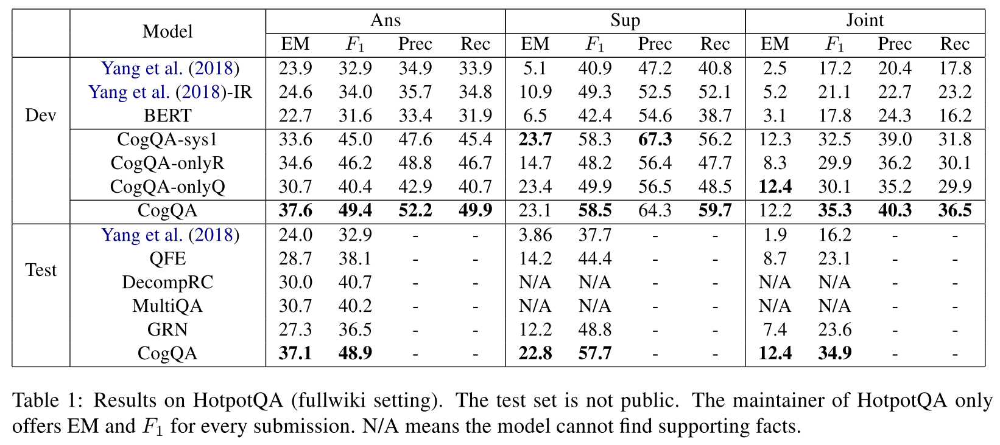 Model Ans Sup Joint
EM F1 Prec Rec EM F1 Prec Rec EM F1 Prec Rec
Dev
Yang et al. (2018) 23.9 32.9 34.9 33.9 5.1 40.9 47.2 40.8 2.5 17.2 20.4 17.8
Yang et al. (2018)-IR 24.6 34.0 35.7 34.8 10.9 49.3 52.5 52.1 5.2 21.1 22.7 23.2
BERT 22.7 31.6 33.4 31.9 6.5 42.4 54.6 38.7 3.1 17.8 24.3 16.2
CogQA-sys1 33.6 45.0 47.6 45.4 23.7 58.3 67.3 56.2 12.3 32.5 39.0 31.8
CogQA-onlyR 34.6 46.2 48.8 46.7 14.7 48.2 56.4 47.7 8.3 29.9 36.2 30.1
CogQA-onlyQ 30.7 40.4 42.9 40.7 23.4 49.9 56.5 48.5 12.4 30.1 35.2 29.9
CogQA 37.6 49.4 52.2 49.9 23.1 58.5 64.3 59.7 12.2 35.3 40.3 36.5
Test
Yang et al. (2018) 24.0 32.9 - - 3.86 37.7 - - 1.9 16.2 - -
QFE 28.7 38.1 - - 14.2 44.4 - - 8.7 23.1 - -
DecompRC 30.0 40.7 - - N/A N/A - - N/A N/A - -
MultiQA 30.7 40.2 - - N/A N/A - - N/A N/A - -
GRN 27.3 36.5 - - 12.2 48.8 - - 7.4 23.6 - -
CogQA 37.1 48.9 - - 22.8 57.7 - - 12.4 34.9 - -
Table 1: Results on HotpotQA (fullwiki setting). The test set is not public. The maintainer of HotpotQA only
offers EM and F1 for every submission. N/A means the model cannot find supporting facts.